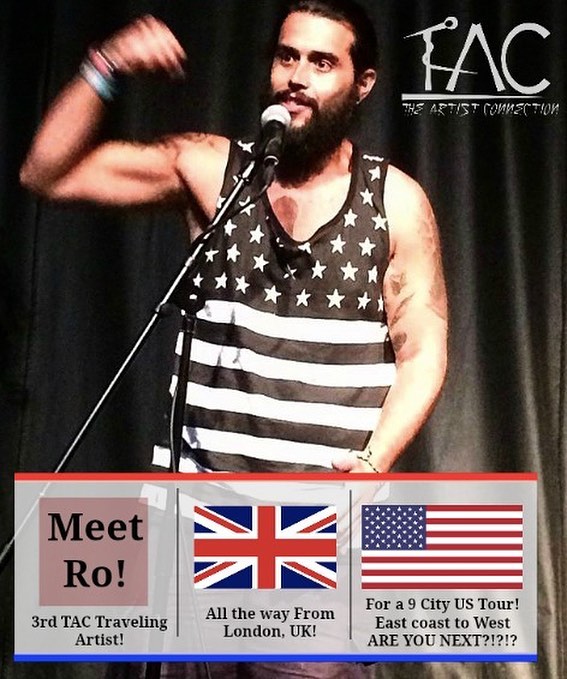 TAC
THE ARTIST CONNECTION
Meet
Ro!
3rd TAC Traveling
Artist!
All the way From
London, UK!
For a 9 City US Tour!
East coast to West
ARE YOU NEXT?!?!?